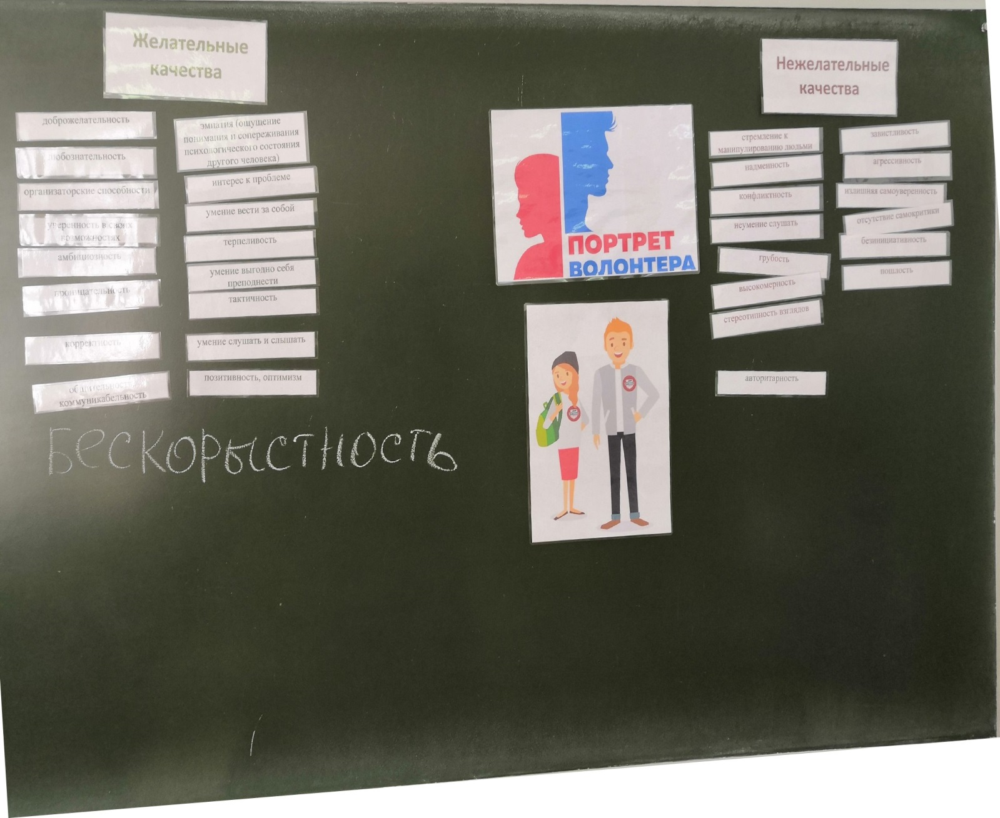 Желательные
качества
доброжелательность
любознательность
организаторские способности
уверенность в своих
возможностях
амбициозность
проницательность
корректность
общительность
коммуникабельность
эмпатия (ощущение
понимания и сопереживания
психологического состояния
другого человека)
интерес к проблеме
умение вести за собой
терпеливость
умение выгодно себя
преподнести
тактичность
умение слушать и слышать
позитивность, оптимизм
БЕСКОРЫСТНОСТЬ
ПОРТРЕТ
ВОЛОНТЕРА
Нежелательные
качества
стремление к
манипулированию людьми
надменность
конфликтность
неумение слушать
грубость
высокомерность
стереотипность взглядов
авторитарность
завистливость
агрессивность
излишняя самоуверенность
отсутствие самокритики
безинициативность
пошлость